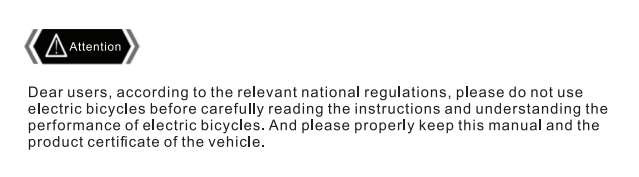 Attention
Dear users, according to the relevant national regulations, please do not use
electric bicycles before carefully reading the instructions and understanding the
performance of electric bicycles. And please properly keep this manual and the
product certificate of the vehicle.